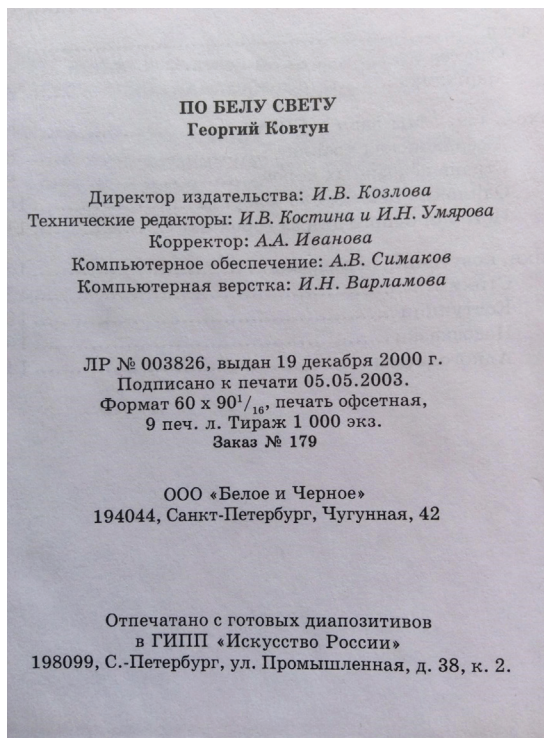 ПО БЕЛУ СВЕТУ
Георгий Ковтун
Директор издательства: И.В. Козлова
Технические редакторы: И.В. Костина и И.Н. Умярова
Корректор: А.А. Иванова
Компьютерное обеспечение: А.В. Симаков
Компьютерная верстка: И.Н. Варламова
ЛР № 003826, выдан 19 декабря 2000 г.
Подписано к печати 05.05.2003.
Формат 60 х 90¹/₁₆, печать офсетная,
9 печ. л. Тираж 1 000 экз.
Заказ № 179
ООО «Белое и Черное»
194044, Санкт-Петербург, Чугунная, 42
Отпечатано с готовых диапозитивов
в ГИПП «Искусство России»
198099, С.-Петербург, ул. Промышленная, д. 38, к. 2.